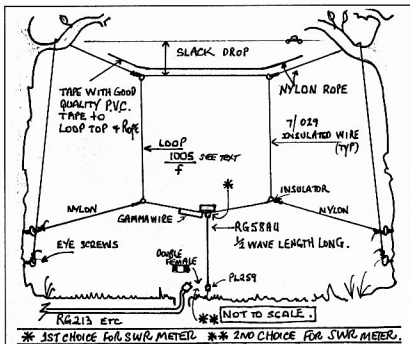 SLACK DROP
TAPE WITH GOOD
QUALITY P.V.C.
TAPE TO
LOOP TOP & ROPE
NYLON ROPE
7/029
INSULATED WIRE
(TYP)
LOOP
1005 SEE TEXT
f
*
INSULATOR
NYLON
GAMMAWIRE
NYLON
RG58AU
1/2 WAVE LENGTH LONG.
EYE SCREWS
DOUBLE
FEMALE
PL259
** NOT TO SCALE.
RG213 ETC
* 1ST CHOICE FOR SWR METER ** 2ND CHOICE FOR SWR METER.